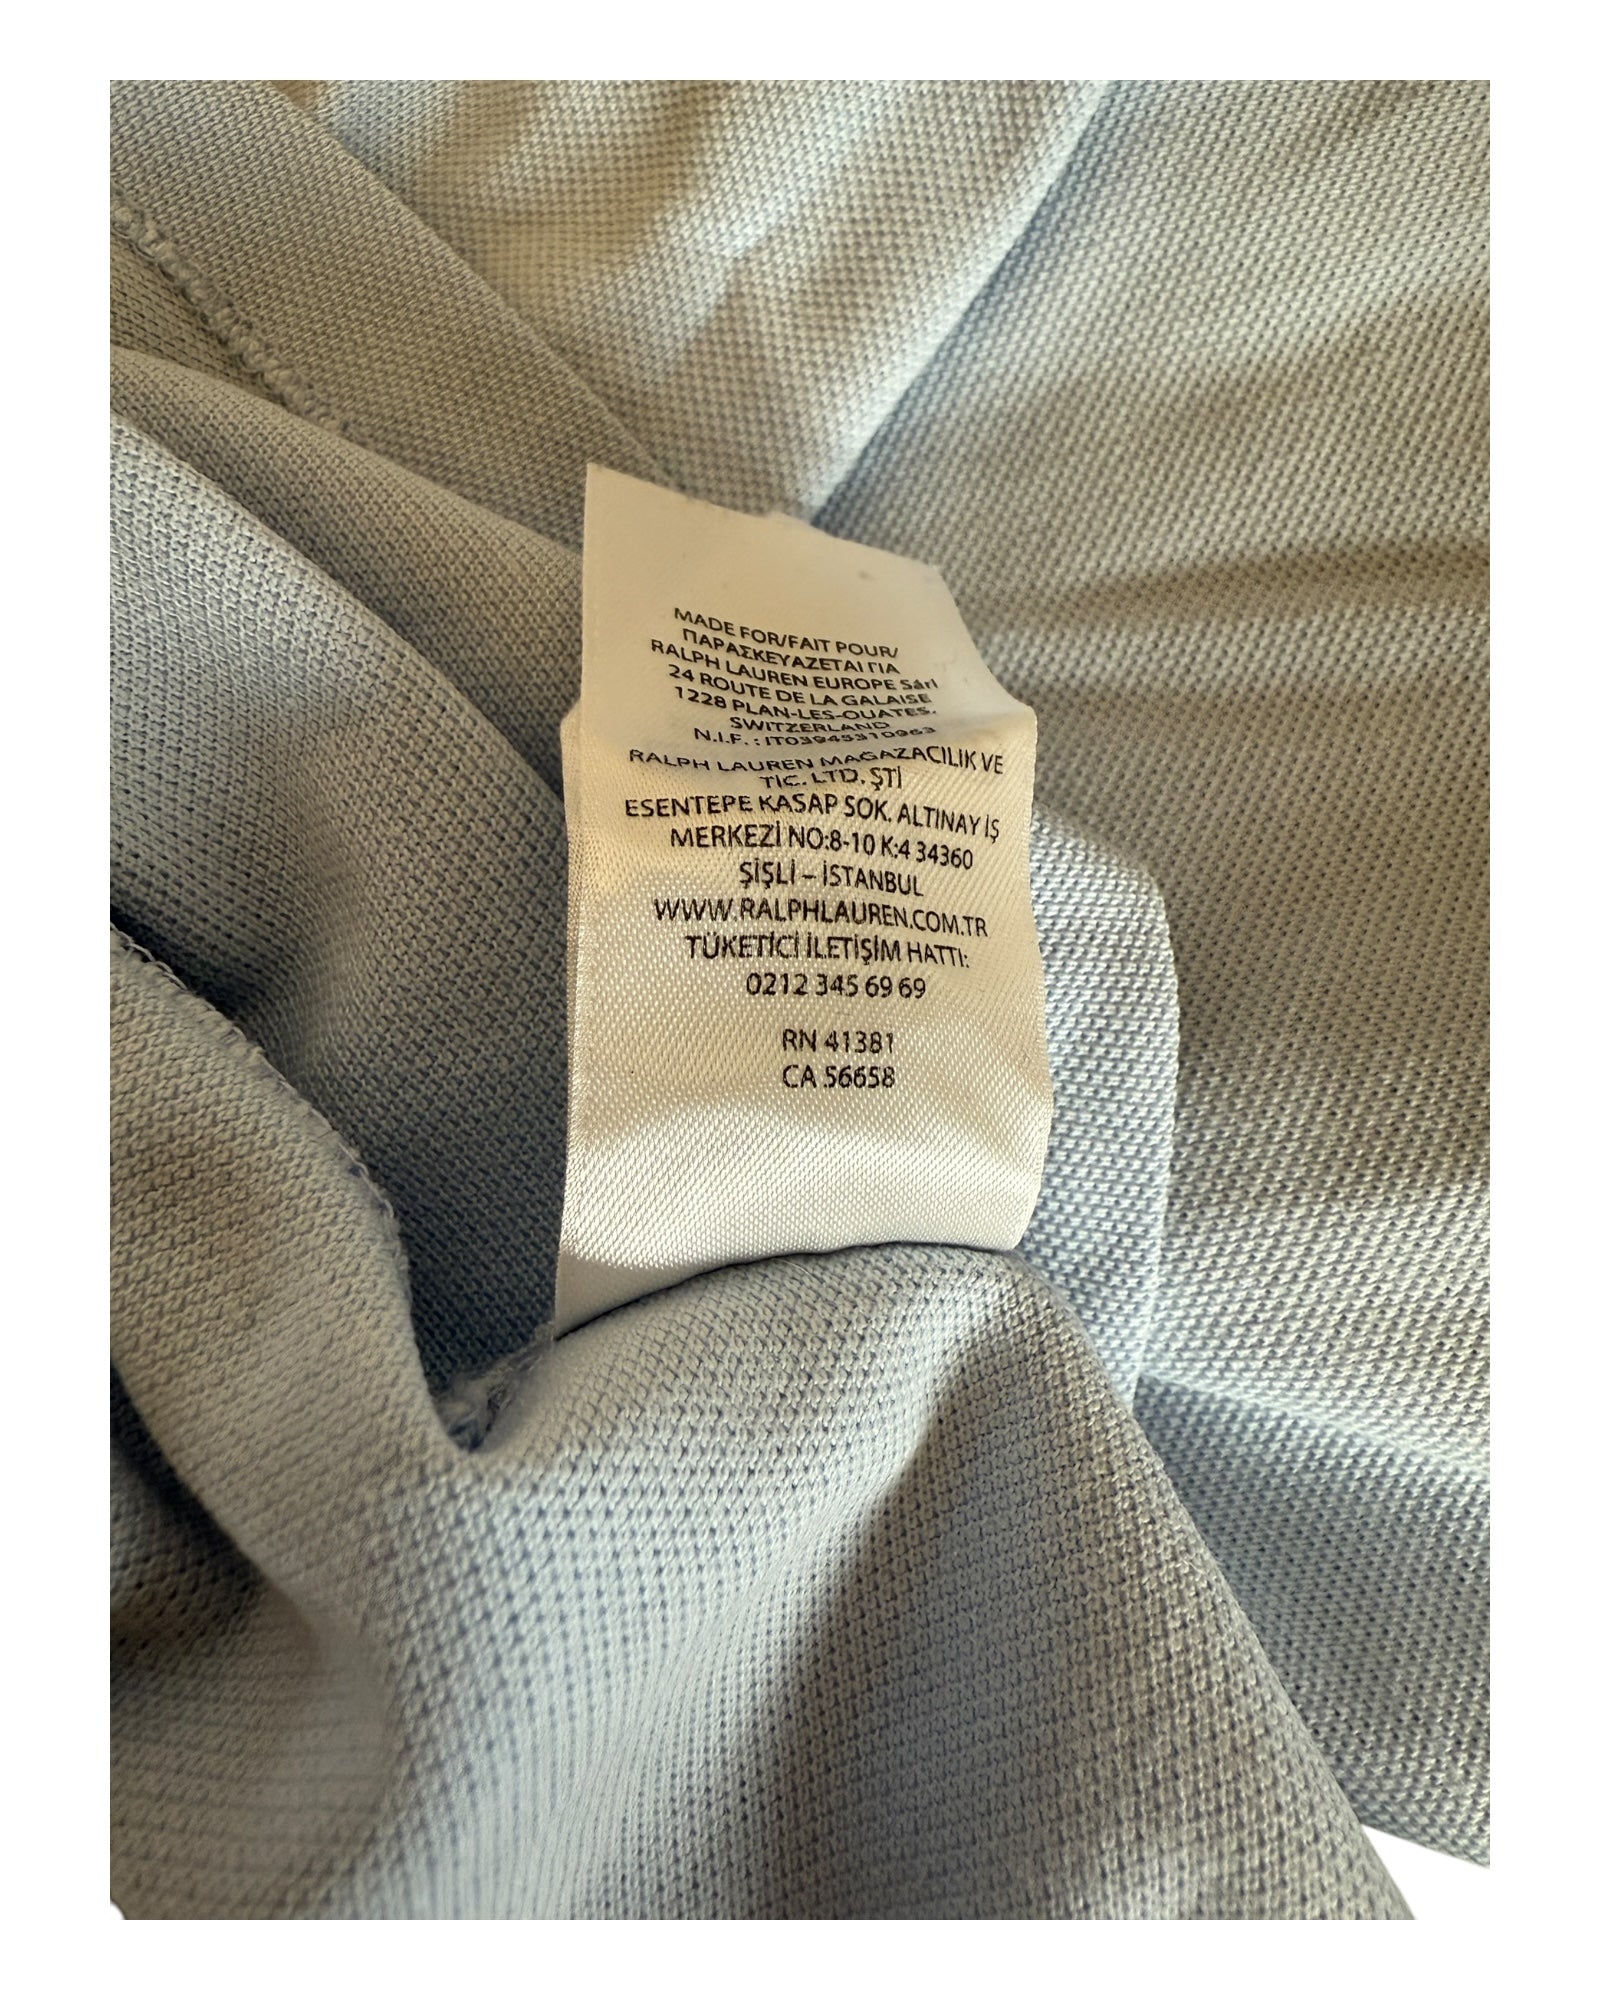 MADE FOR/FAIT POUR/
ΠΑΡΑΣΚΕΥΑΖΕΤΑΙ ΓΙΑ
RALPH LAUREN EUROPE Sàrl
24 ROUTE DE LA GALAISE
1228 PLAN-LES-OUATES.
SWITZERLAND
N.I.F. : IT03945310963
RALPH LAUREN MAGAZACILIK VE
TİC. LTD. ŞTİ
ESENTEPE KASAP SOK. ALTINAY İŞ
MERKEZİ NO:8-10 K:4 34360
ŞİŞLİ – İSTANBUL
WWW.RALPHLAUREN.COM.TR
TÜKETİCİ İLETİŞİM HATTI:
0212 345 69 69
RN 41381
CA 56658